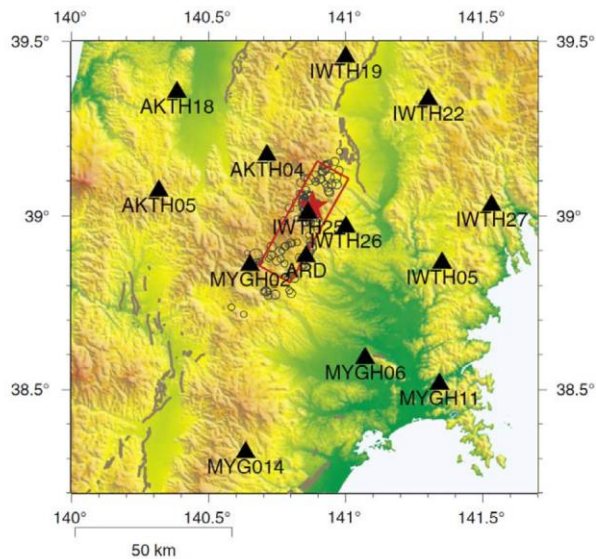 140° 140.5° 141° 141.5°
39.5° 39.5°
IWTH19
AKTH18
IWTH22
AKTH04
AKTH05
39° 39°
IWTH27
IWTH25
IWTH26
MYGH02 ARD
IWTH05
MYGH06
38.5° 38.5°
MYGH11
MYG014
140° 140.5° 141° 141.5°
50 km